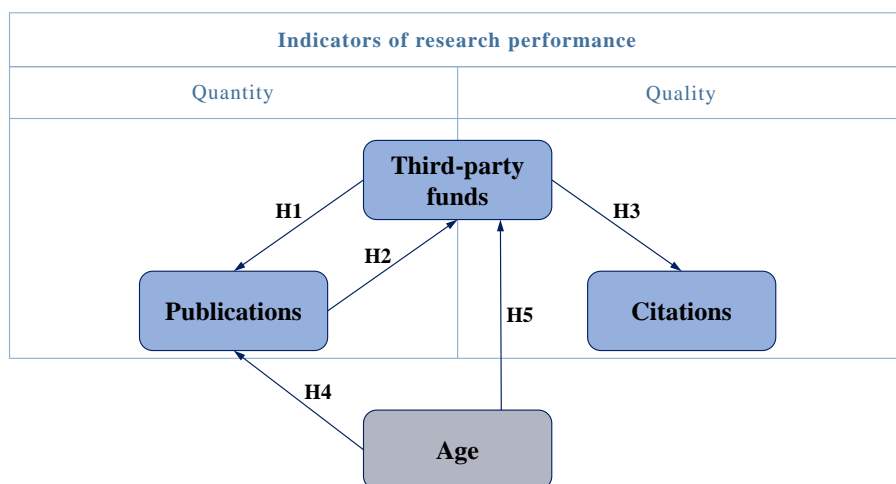 Indicators of research performance
Quantity
Quality
Third-party
funds
H1
H3
H2
Publications
Citations
H5
H4
Age